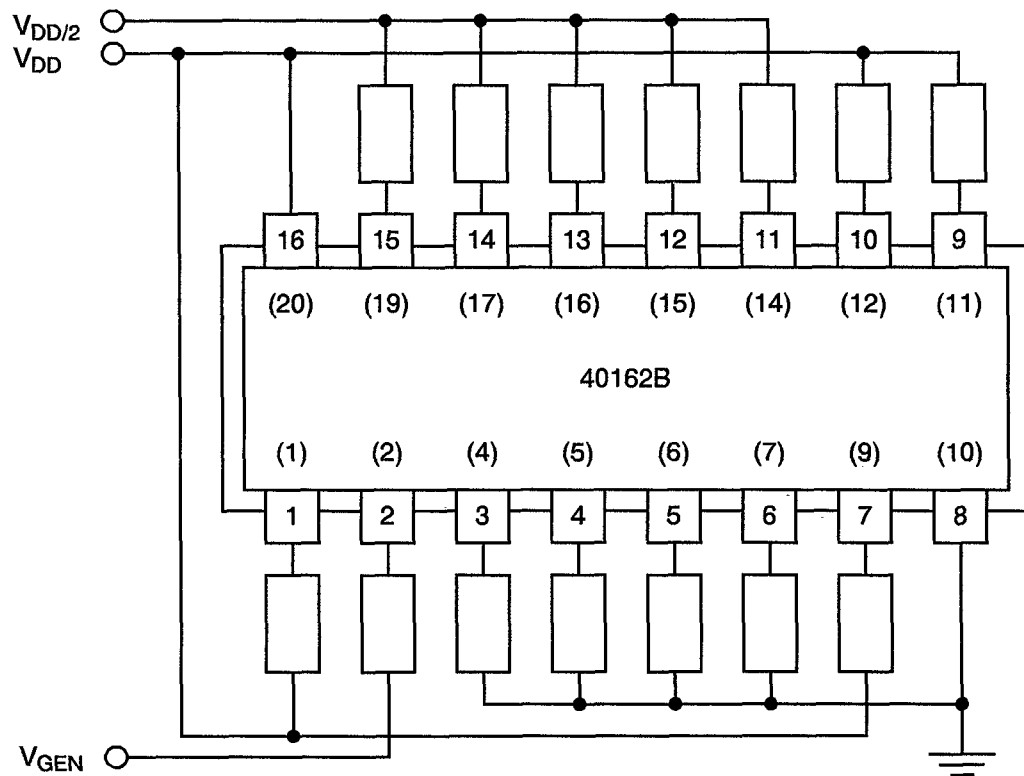 VDD/2
VDD
16 15 14 13 12 11 10 9
(20) (19) (17) (16) (15) (14) (12) (11)
40162B
(1) (2) (4) (5) (6) (7) (9) (10)
1 2 3 4 5 6 7 8
VGEN